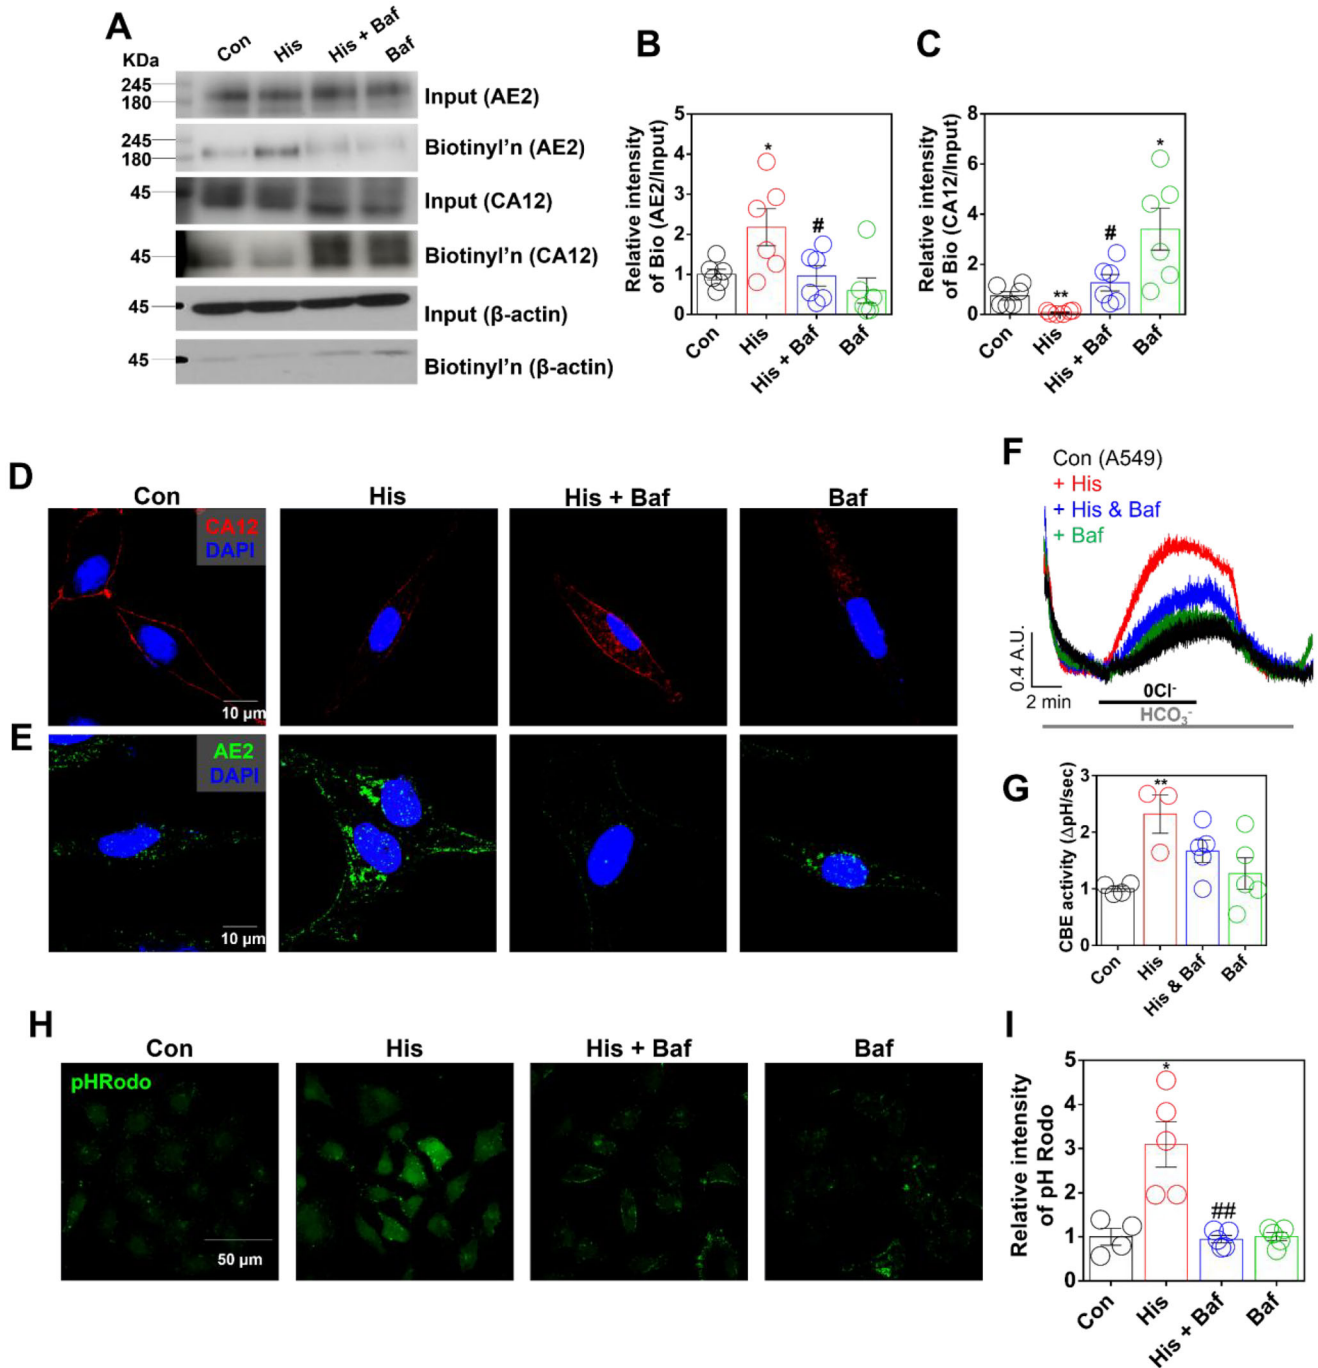 A
KDa
Con
His
His + Baf
Baf
245
180
Input (AE2)
245
180
Biotinyl'n (AE2)
45
Input (CA12)
45
Biotinyl'n (CA12)
45
Input (β-actin)
45
Biotinyl'n (β-actin)
B
Relative intensity
of Bio (AE2/Input)
5
4
3
2
1
0
*
#
Con
His
His + Baf
Baf
C
Relative intensity
of Bio (CA12/Input)
8
6
4
2
0
**
#
*
Con
His
His + Baf
Baf
D
Con
His
His + Baf
Baf
CA12
DAPI
10 μm
E
AE2
DAPI
10 μm
F
Con (A549)
+ His
+ His & Baf
+ Baf
0.4 A.U.
2 min
0Cl⁻
HCO₃⁻
G
CBE activity (ΔpH/sec)
3
2
1
0
**
Con
His
His & Baf
Baf
H
Con
His
His + Baf
Baf
pHRodo
50 μm
I
Relative intensity
of pH Rodo
5
4
3
2
1
0
*
##
Con
His
His + Baf
Baf